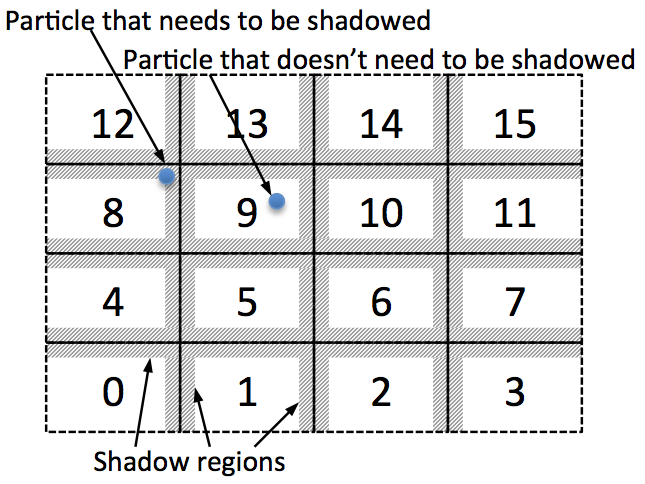 Particle that needs to be shadowed
Particle that doesn't need to be shadowed
12 13 14 15
8 9 10 11
4 5 6 7
0 1 2 3
Shadow regions